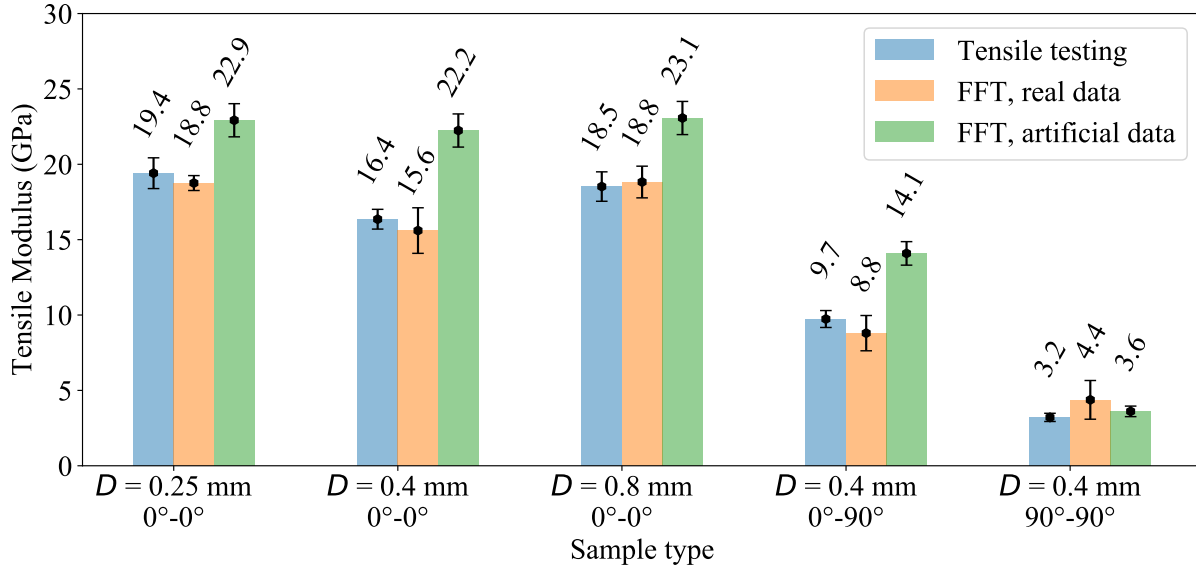 30
25
20
15
10
5
0
Tensile Modulus (GPa)
Tensile testing
FFT, real data
FFT, artificial data
19.4
18.8
22.9
16.4
15.6
22.2
18.5
18.8
23.1
9.7
8.8
14.1
3.2
4.4
3.6
D = 0.25 mm
0°-0°
D = 0.4 mm
0°-0°
D = 0.8 mm
0°-0°
D = 0.4 mm
0°-90°
D = 0.4 mm
90°-90°
Sample type